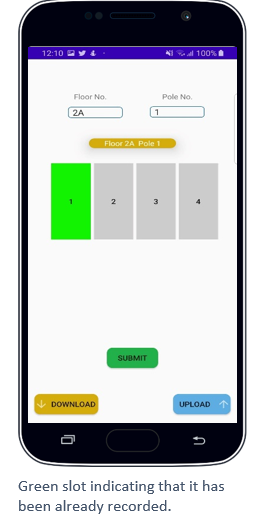 12:10 100%
Floor No. Pole No.
2A 1
Floor 2A Pole 1
1 2 3 4
SUBMIT
DOWNLOAD UPLOAD
Green slot indicating that it has
been already recorded.